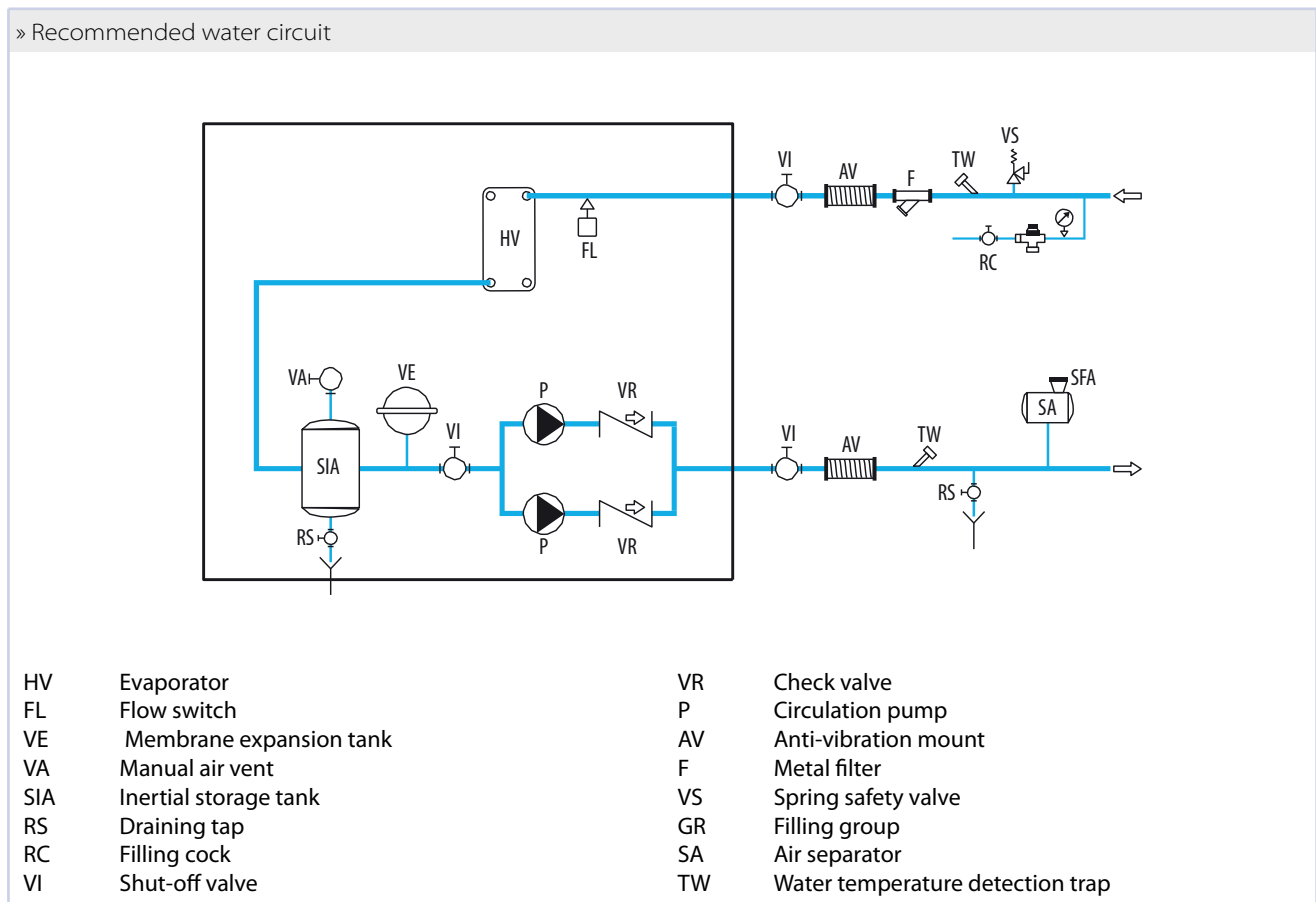 » Recommended water circuit
VS
VI
AV
F
TW
HV
FL
RC
VA
VE
P
VR
SFA
SA
VI
VI
AV
TW
SIA
RS
RS
P
VR
HV Evaporator
FL Flow switch
VE Membrane expansion tank
VA Manual air vent
SIA Inertial storage tank
RS Draining tap
RC Filling cock
VI Shut-off valve
VR Check valve
P Circulation pump
AV Anti-vibration mount
F Metal filter
VS Spring safety valve
GR Filling group
SA Air separator
TW Water temperature detection trap